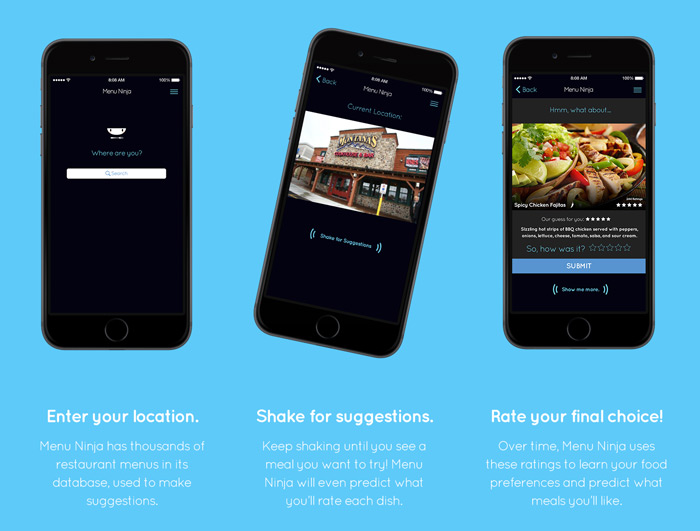 8:08 AM
100%
Menu Ninja
Where are you?
Search
8:08 AM
100%
Back
Menu Ninja
Current Location:
MONTANA'S
Shake for Suggestions
8:08 AM
100%
Back
Menu Ninja
Hmm, what about...
Spicy Chicken Fajitas
Our guess for you:
Sizzling hot strips of BBQ chicken served with peppers,
onions, lettuce, cheese, tomato, salsa, and sour cream.
So, how was it?
SUBMIT
Show me more.
Enter your location.
Menu Ninja has thousands of
restaurant menus in its
database, used to make
suggestions.
Shake for suggestions.
Keep shaking until you see a
meal you want to try! Menu
Ninja will even predict what
you'll rate each dish.
Rate your final choice!
Over time, Menu Ninja uses
these ratings to learn your food
preferences and predict what
meals you'll like.